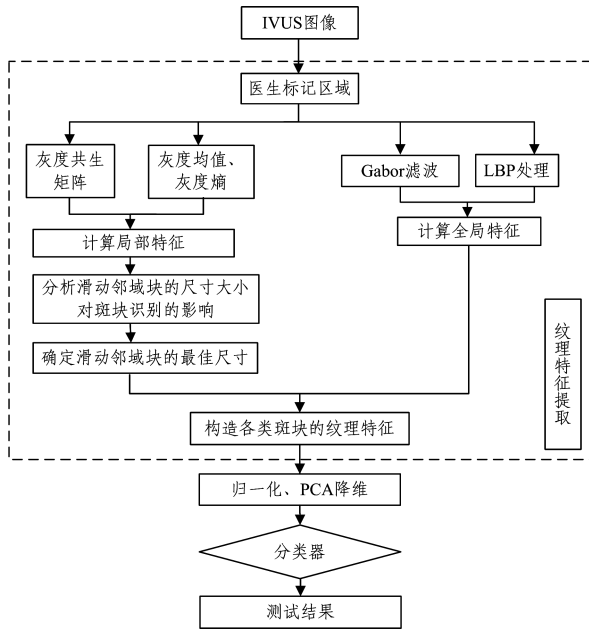 IVUS图像
医生标记区域
灰度共生
矩阵
灰度均值、
灰度熵
Gabor滤波
LBP处理
计算局部特征
计算全局特征
分析滑动邻域块的尺寸大小
对斑块识别的影响
确定滑动邻域块的最佳尺寸
纹理特征提取
构造各类斑块的纹理特征
归一化、PCA降维
分类器
测试结果